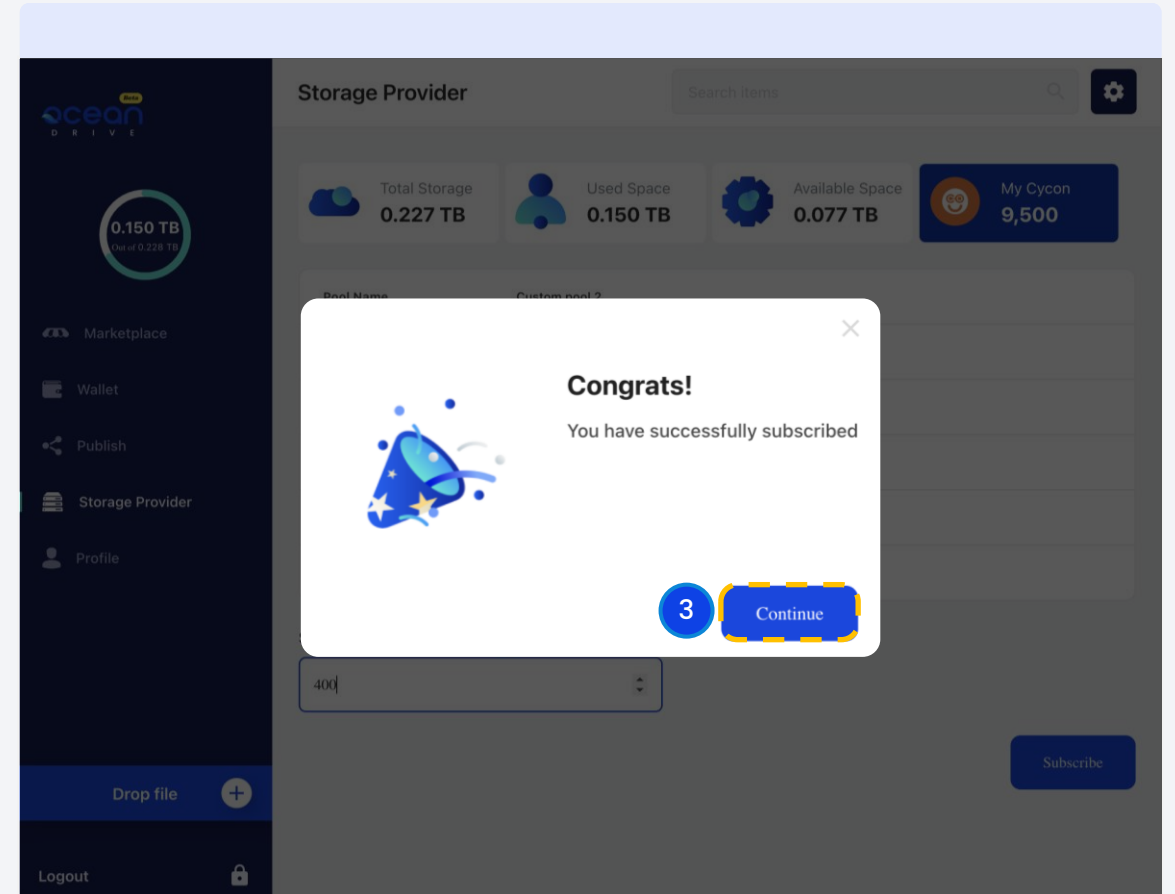 Beta
ocean
DRIVE
0.150 TB
Out of 0.228 TB
Marketplace
Wallet
Publish
Storage Provider
Profile
Drop file
Logout
Storage Provider
Search items
Total Storage
0.227 TB
Used Space
0.150 TB
Available Space
0.077 TB
My Cycon
9,500
Pool Name Custom pool 2
Congrats!
You have successfully subscribed
3 Continue
400
Subscribe